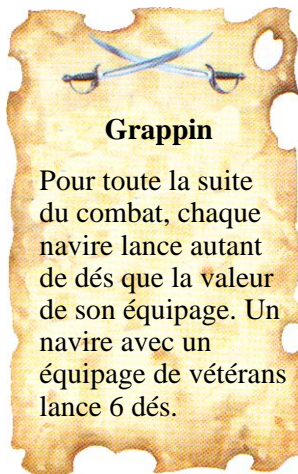 Grappin
Pour toute la suite
du combat, chaque
navire lance autant
de dés que la valeur
de son équipage. Un
navire avec un
équipage de vétérans
lance 6 dés.